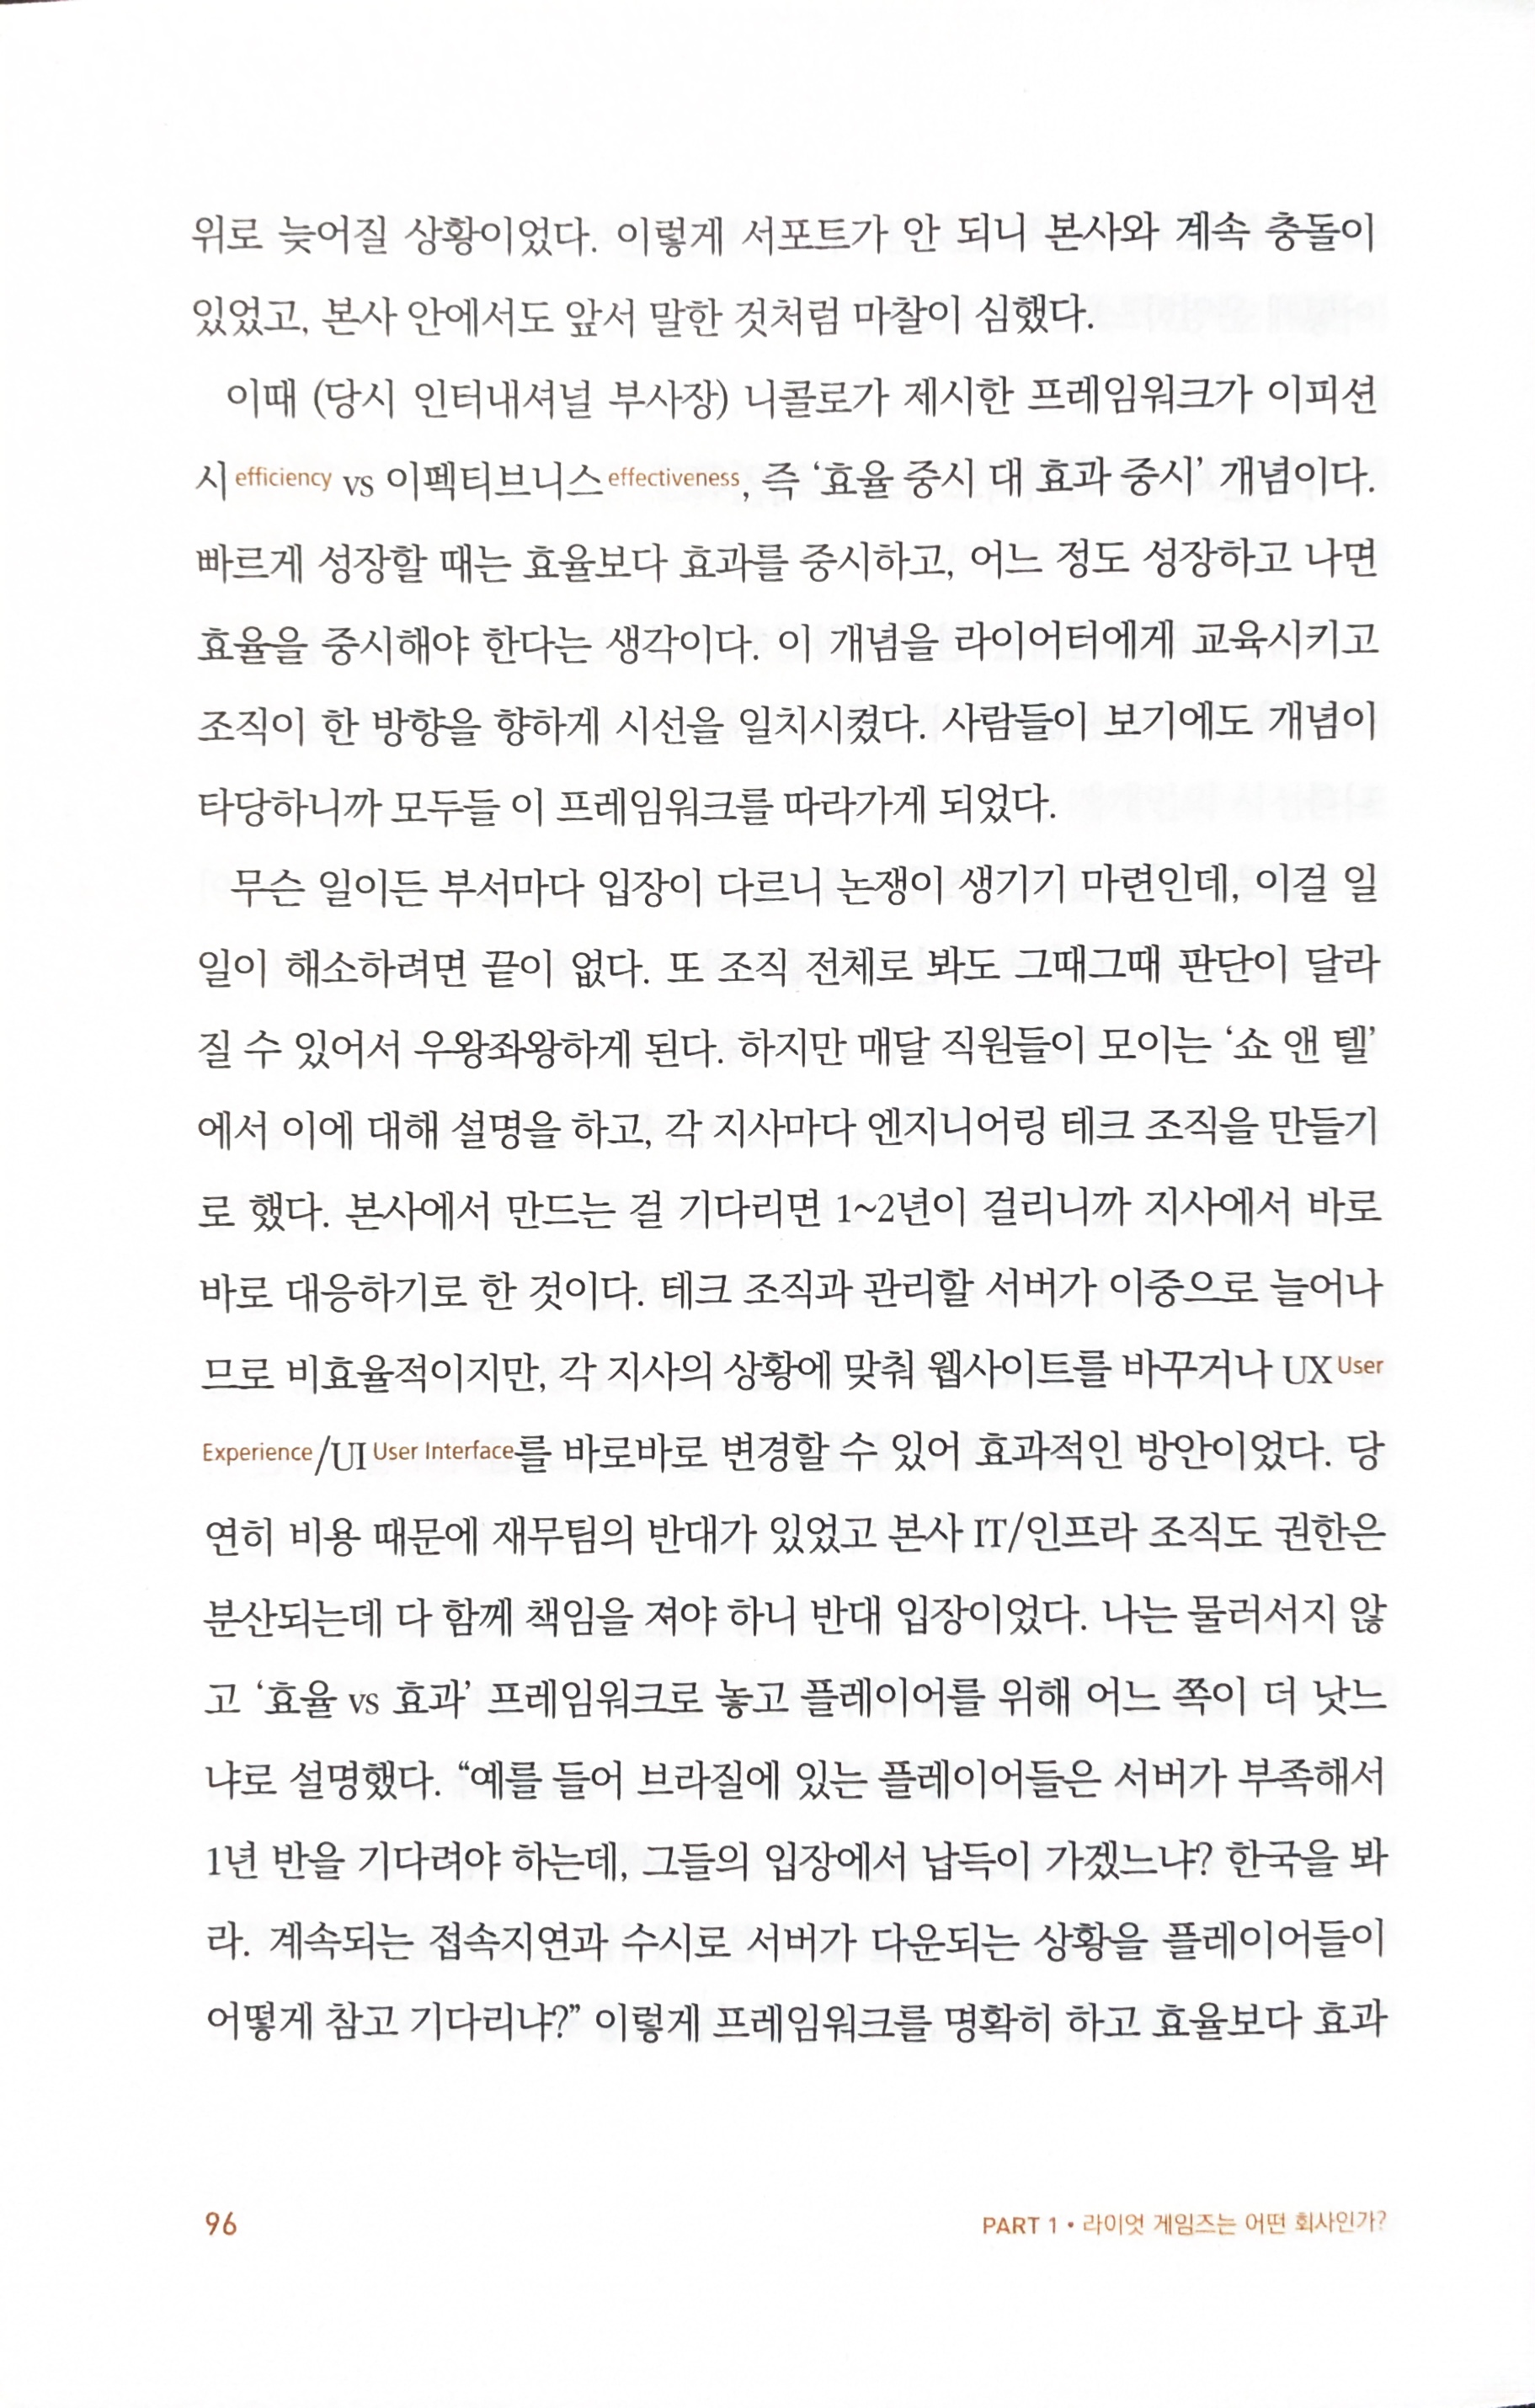 위로 늦어질 상황이었다. 이렇게 서포트가 안 되니 본사와 계속 충돌이
있었고, 본사 안에서도 앞서 말한 것처럼 마찰이 심했다.
이때 (당시 인터내셔널 부사장) 니콜로가 제시한 프레임워크가 이피션
시 efficiency vs 이펙티브니스 effectiveness, 즉 ‘효율 중시 대 효과 중시’ 개념이다.
빠르게 성장할 때는 효율보다 효과를 중시하고, 어느 정도 성장하고 나면
효율을 중시해야 한다는 생각이다. 이 개념을 라이어터에게 교육시키고
조직이 한 방향을 향하게 시선을 일치시켰다. 사람들이 보기에도 개념이
타당하니까 모두들 이 프레임워크를 따라가게 되었다.
무슨 일이든 부서마다 입장이 다르니 논쟁이 생기기 마련인데, 이걸 일
일이 해소하려면 끝이 없다. 또 조직 전체로 봐도 그때그때 판단이 달라
질 수 있어서 우왕좌왕하게 된다. 하지만 매달 직원들이 모이는 ‘쇼 앤 텔’
에서 이에 대해 설명을 하고, 각 지사마다 엔지니어링 테크 조직을 만들기
로 했다. 본사에서 만드는 걸 기다리면 1~2년이 걸리니까 지사에서 바로
바로 대응하기로 한 것이다. 테크 조직과 관리할 서버가 이중으로 늘어나
므로 비효율적이지만, 각 지사의 상황에 맞춰 웹사이트를 바꾸거나 UX User
Experience/UI User Interface를 바로바로 변경할 수 있어 효과적인 방안이었다. 당
연히 비용 때문에 재무팀의 반대가 있었고 본사 IT/인프라 조직도 권한은
분산되는데 다 함께 책임을 져야 하니 반대 입장이었다. 나는 물러서지 않
고 ‘효율 vs 효과’ 프레임워크로 놓고 플레이어를 위해 어느 쪽이 더 낫느
냐로 설명했다. “예를 들어 브라질에 있는 플레이어들은 서버가 부족해서
1년 반을 기다려야 하는데, 그들의 입장에서 납득이 가겠느냐? 한국을 봐
라. 계속되는 접속지연과 수시로 서버가 다운되는 상황을 플레이어들이
어떻게 참고 기다리냐?” 이렇게 프레임워크를 명확히 하고 효율보다 효과
96
PART 1 • 라이엇 게임즈는 어떤 회사인가?